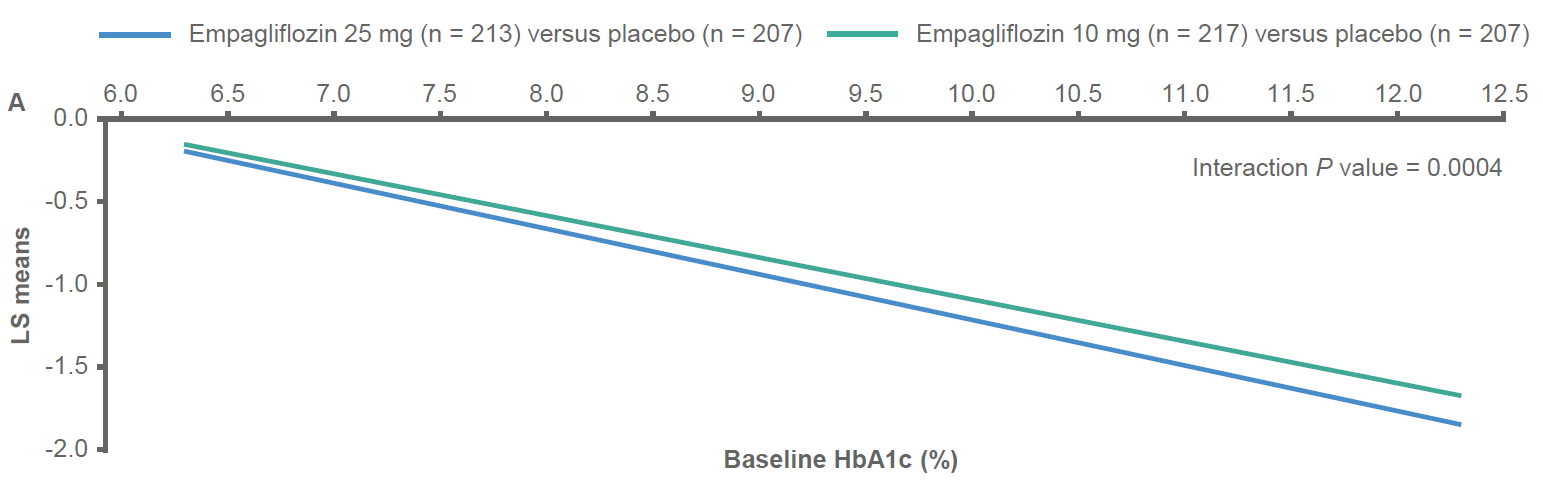 Empagliflozin 25 mg (n = 213) versus placebo (n = 207) Empagliflozin 10 mg (n = 217) versus placebo (n = 207)
A
6.0 6.5 7.0 7.5 8.0 8.5 9.0 9.5 10.0 10.5 11.0 11.5 12.0 12.5
0.0
Interaction P value = 0.0004
-0.5
-1.0
-1.5
-2.0
LS means
Baseline HbA1c (%)